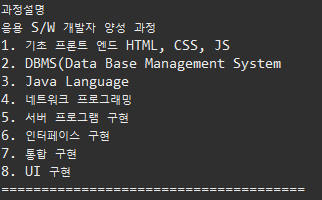 과정설명
응용 S/W 개발자 양성 과정
1. 기초 프론트 엔드 HTML, CSS, JS
2. DBMS(Data Base Management System
3. Java Language
4. 네트워크 프로그래밍
5. 서버 프로그램 구현
6. 인터페이스 구현
7. 통합 구현
8. UI 구현
======================================